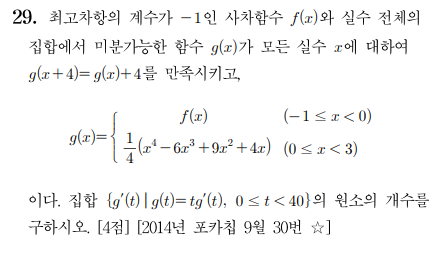 29. 최고차항의 계수가 −1인 사차함수 f(x)와 실수 전체의
집합에서 미분가능한 함수 g(x)가 모든 실수 x에 대하여
g(x+4)=g(x)+4를 만족시키고,
g(x)={ f(x) (−1≤x<0)
1/4(x⁴−6x³+9x²+4x) (0≤x<3)
이다. 집합 {g′(t) | g(t)=tg′(t), 0≤t<40}의 원소의 개수를
구하시오. [4점] [2014년 포카칩 9월 30번 ☆]